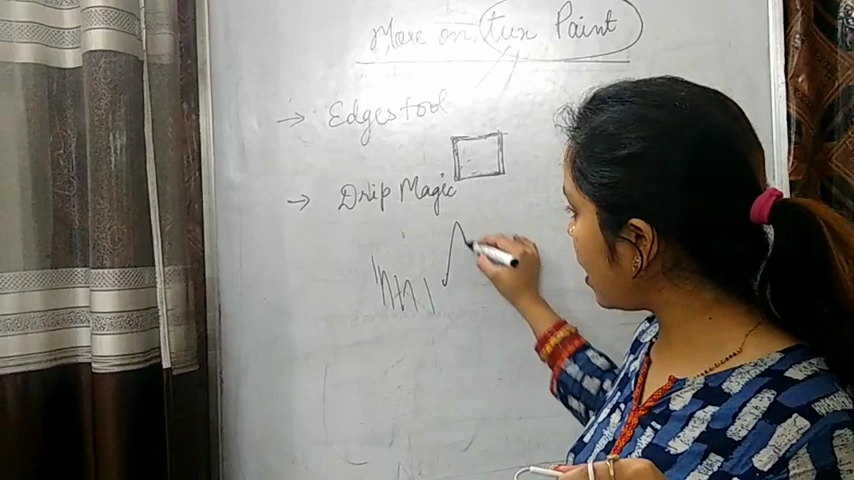 More on Tux Paint
→ Edges tool
→ Drip Magic